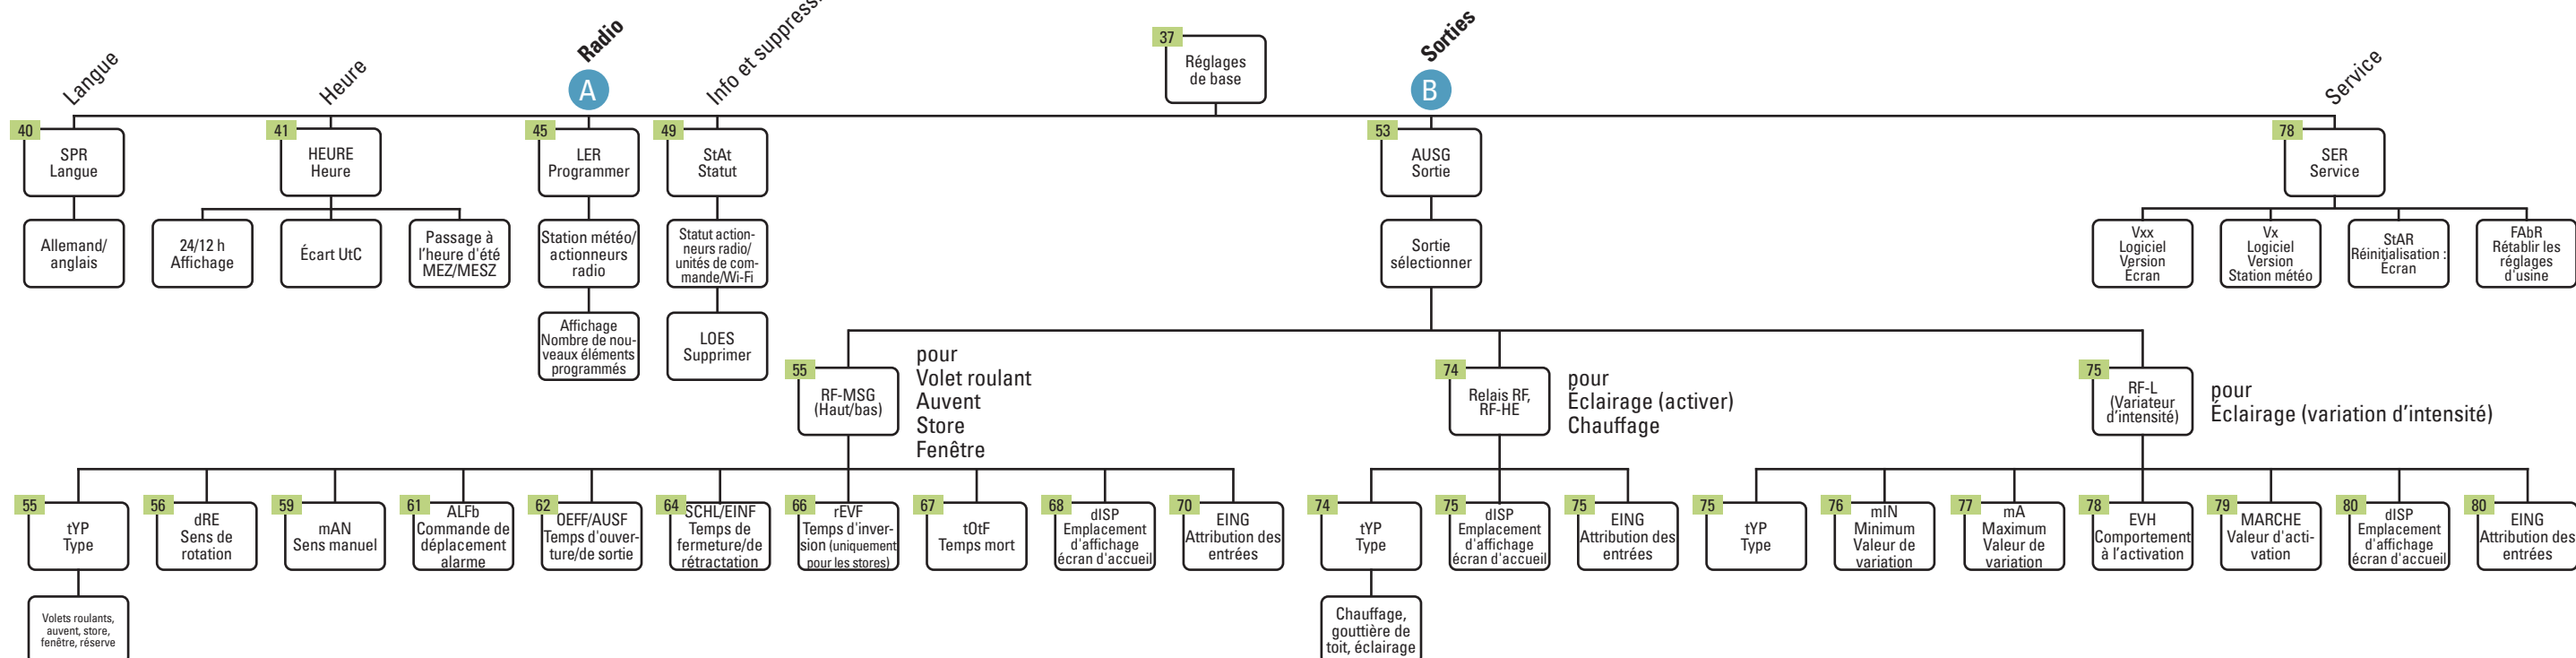 Langue
Heure
Radio
A
Info et
37
Réglages
de base
Sorties
B
Service
40
SPR
Langue
41
HEURE
Heure
45
LER
Programmer
49
StAt
Statut
53
AUSG
Sortie
78
SER
Service
Allemand/
anglais
24/12 h
Affichage
Écart UtC
Passage à
l'heure d'été
MEZ/MESZ
Station météo/
actionneurs
radio
Statut action-
neurs radio/
unités de com-
mande/Wi-Fi
Sortie
sélectionner
Vxx
Logiciel
Version
Écran
Vx
Logiciel
Version
Station météo
StAR
Réinitialisation :
Écran
FAbR
Rétablir les
réglages
d'usine
Affichage
Nombre de nou-
veaux éléments
programmés
LOES
Supprimer
55
RF-MSG
(Haut/bas)
pour
Volet roulant
Auvent
Store
Fenêtre
74
Relais RF,
RF-HE
pour
Éclairage (activer)
Chauffage
75
RF-L
(Variateur
d'intensité)
pour
Éclairage (variation d'intensité)
55
tYP
Type
56
dRE
Sens de
rotation
59
mAN
Sens manuel
61
ALFb
Commande de
déplacement
alarme
62
OEFF/AUSF
Temps d'ouver-
ture/de sortie
64
SCHL/EINF
Temps de
fermeture/de
rétractation
66
rEVF
Temps d'inver-
sion (uniquement
pour les stores)
67
tOtF
Temps mort
68
dISP
Emplacement
d'affichage
écran d'accueil
70
EING
Attribution des
entrées
74
tYP
Type
75
dISP
Emplacement
d'affichage
écran d'accueil
75
EING
Attribution des
entrées
75
tYP
Type
76
mIN
Minimum
Valeur de
variation
77
mA
Maximum
Valeur de
variation
78
EVH
Comportement
à l'activation
79
MARCHE
Valeur d'acti-
vation
80
dISP
Emplacement
d'affichage
écran d'accueil
80
EING
Attribution des
entrées
Volets roulants,
auvent, store,
fenêtre, réserve
Chauffage,
gouttière de
toit, éclairage